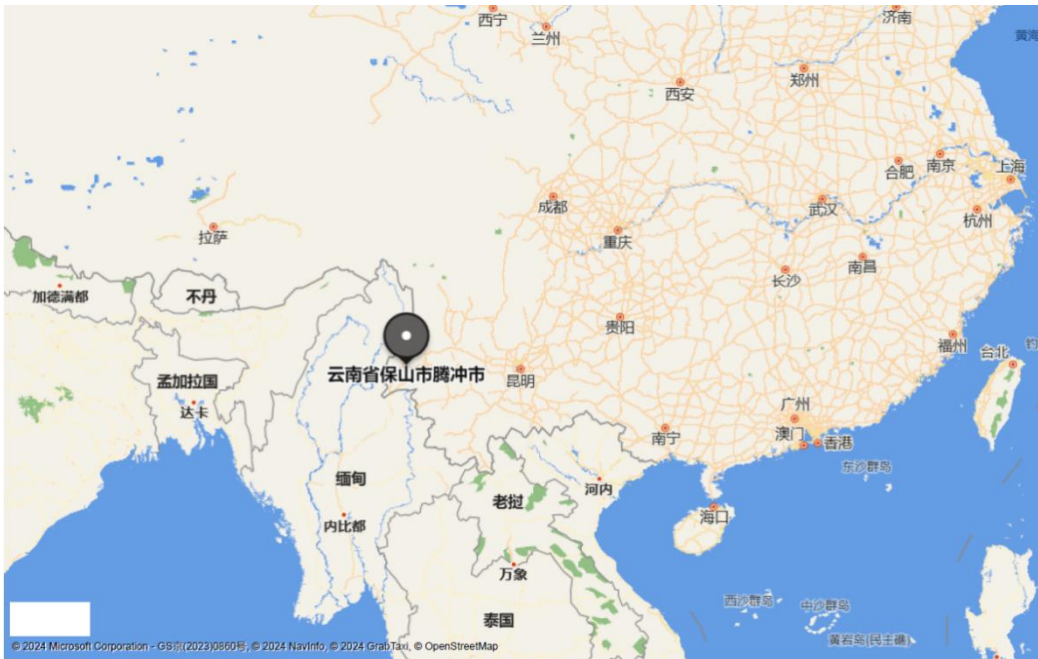 西宁
兰州
济南
黄海
郑州
西安
南京
合肥
上海
成都
武汉
杭州
拉萨
重庆
南昌
长沙
加德满都
不丹
贵阳
福州
钓
台北
云南省保山市腾冲市
昆明
孟加拉国
达卡
广州
澳门
香港
南宁
东沙群岛
缅甸
河内
老挝
内比都
海口
万象
西沙群岛
中沙群岛
泰国
黄岩岛(民主礁)
© 2024 Microsoft Corporation - GS京(2023)0860号, © 2024 NavInfo, © 2024 GrabTaxi, © OpenStreetMap